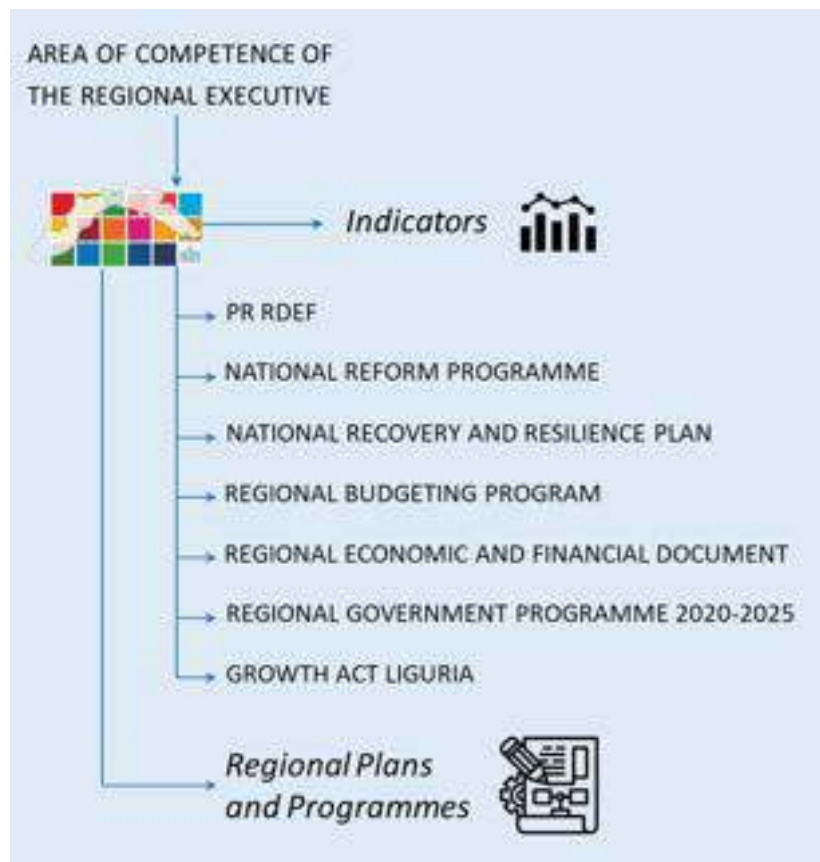 AREA OF COMPETENCE OF
THE REGIONAL EXECUTIVE
Indicators
PR RDEF
NATIONAL REFORM PROGRAMME
NATIONAL RECOVERY AND RESILIENCE PLAN
REGIONAL BUDGETING PROGRAM
REGIONAL ECONOMIC AND FINANCIAL DOCUMENT
REGIONAL GOVERNMENT PROGRAMME 2020-2025
GROWTH ACT LIGURIA
Regional Plans
and Programmes